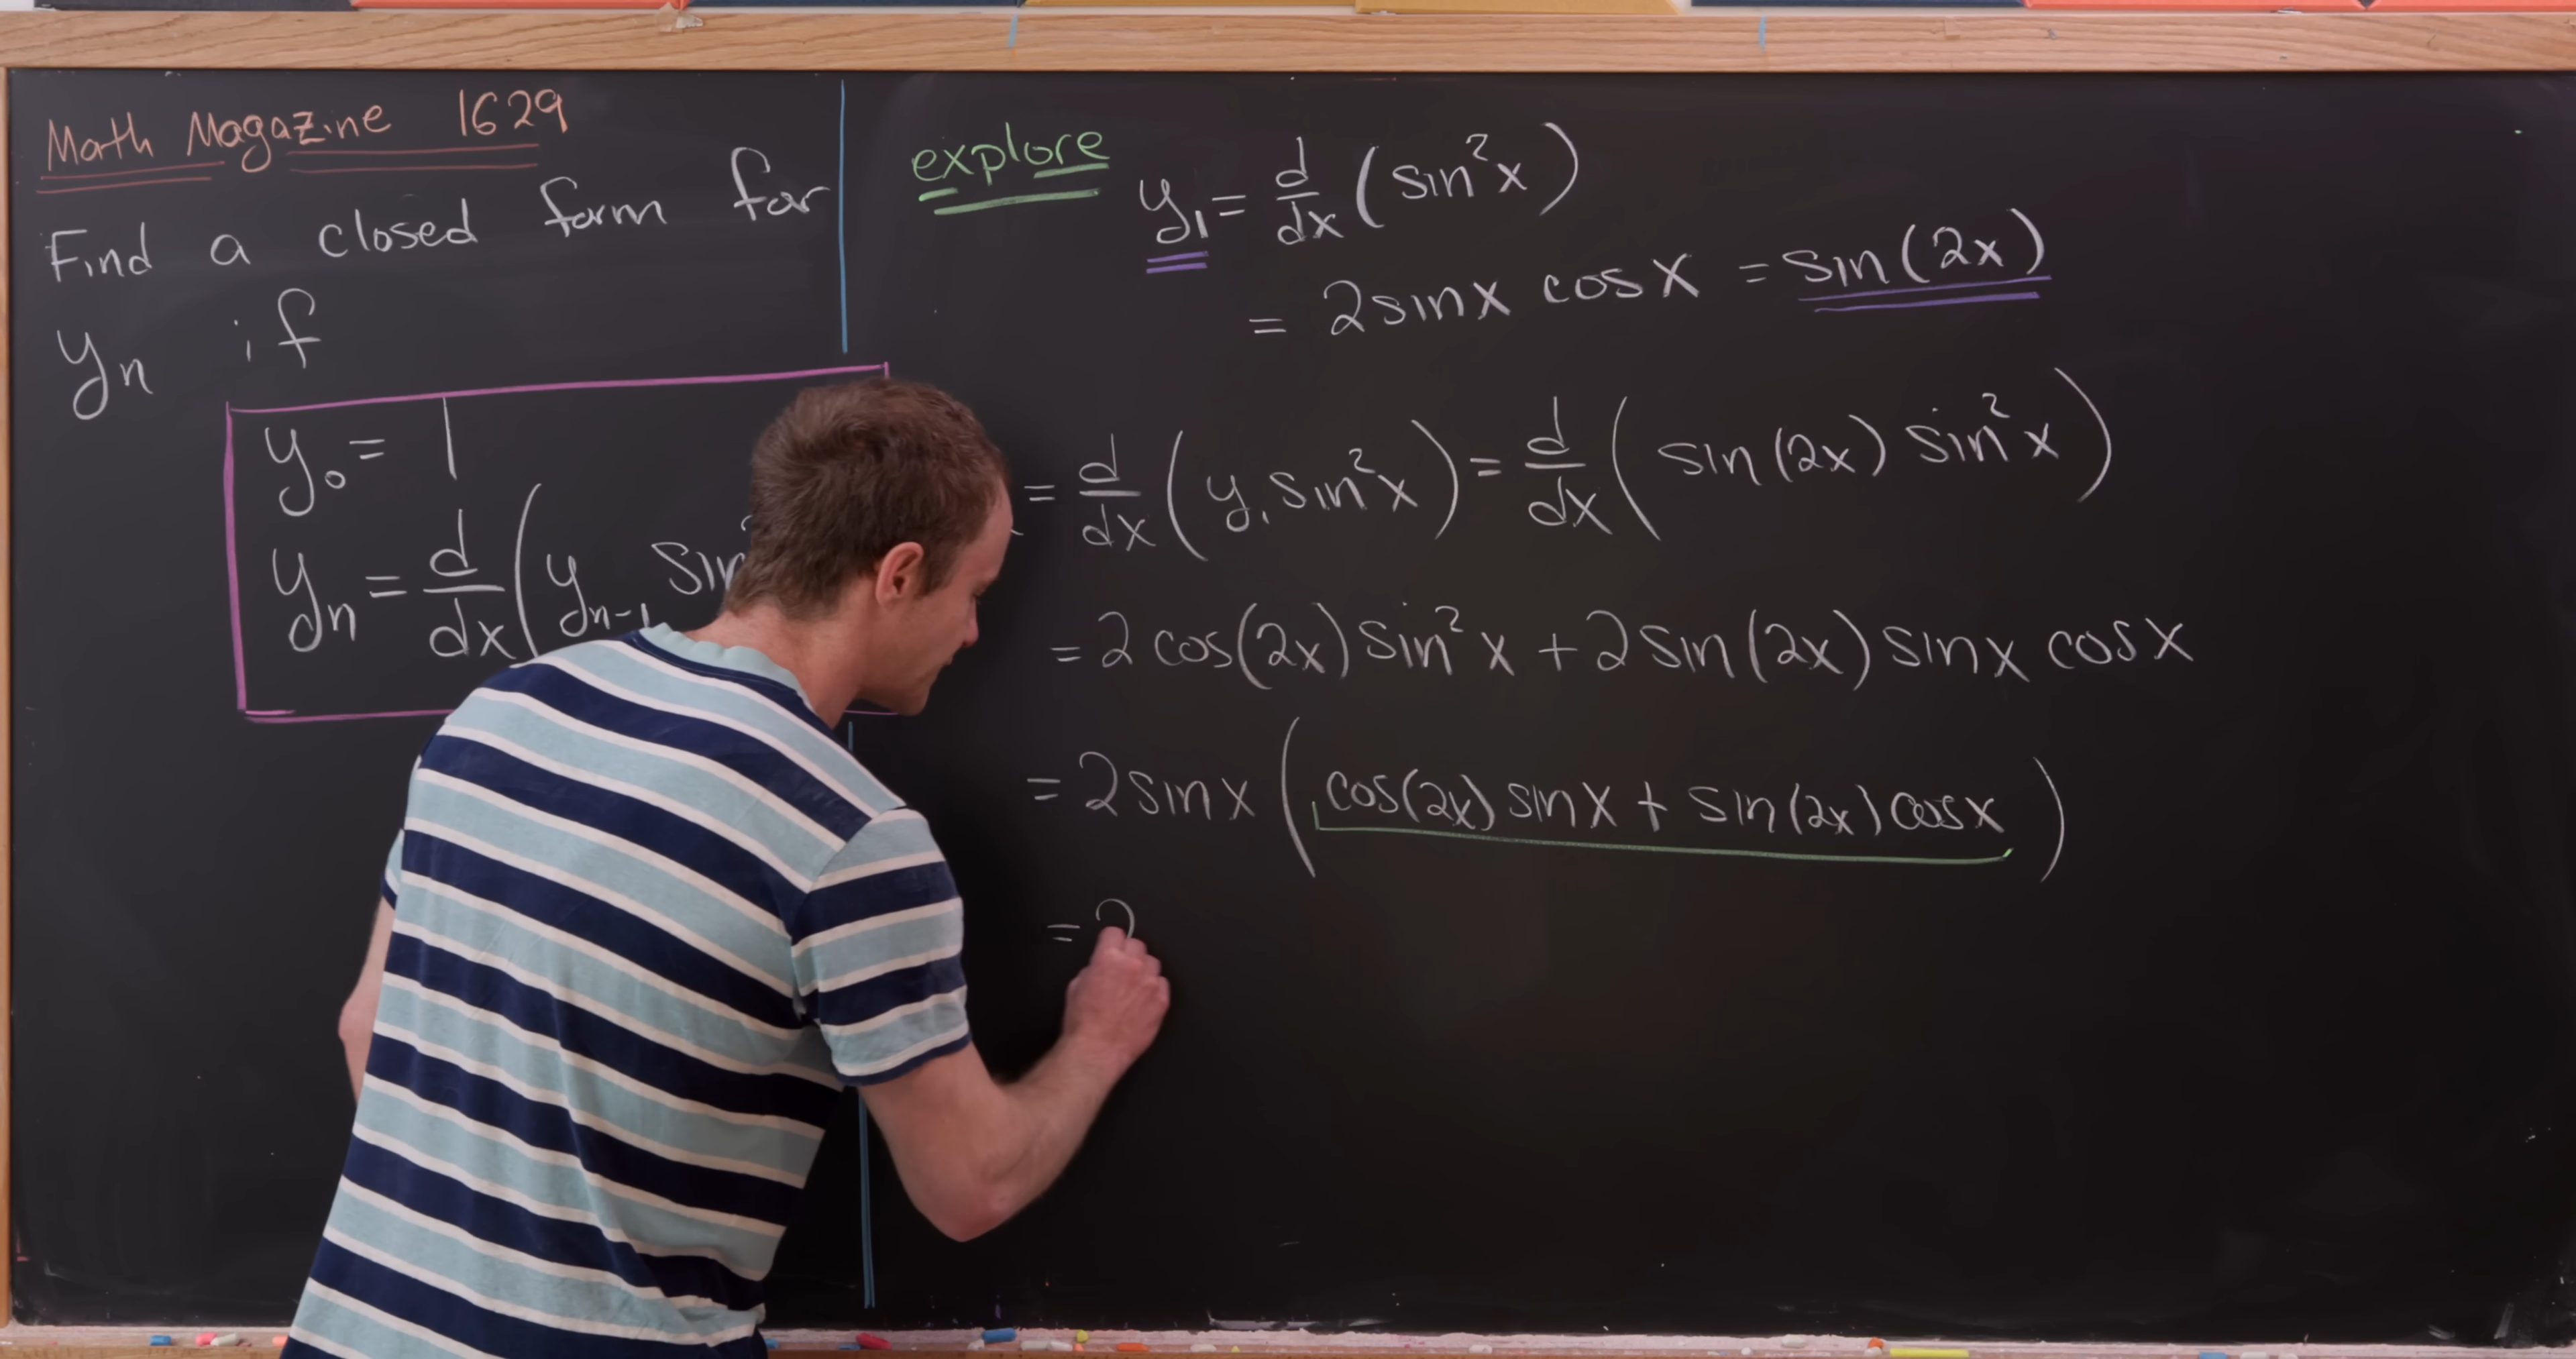 Math Magazine 1629
Find a closed form for
yₙ if
y₀ = 1
yₙ = d/dx (yₙ₋₁ sin
explore
y₁ = d/dx (sin²x)
= 2sinx cosx = sin(2x)
= d/dx (y₁ sin²x) = d/dx (sin(2x) sin²x)
= 2cos(2x) sin²x + 2sin(2x) sinx cosx
= 2sinx (cos(2x) sinx + sin(2x) cosx)
= 2